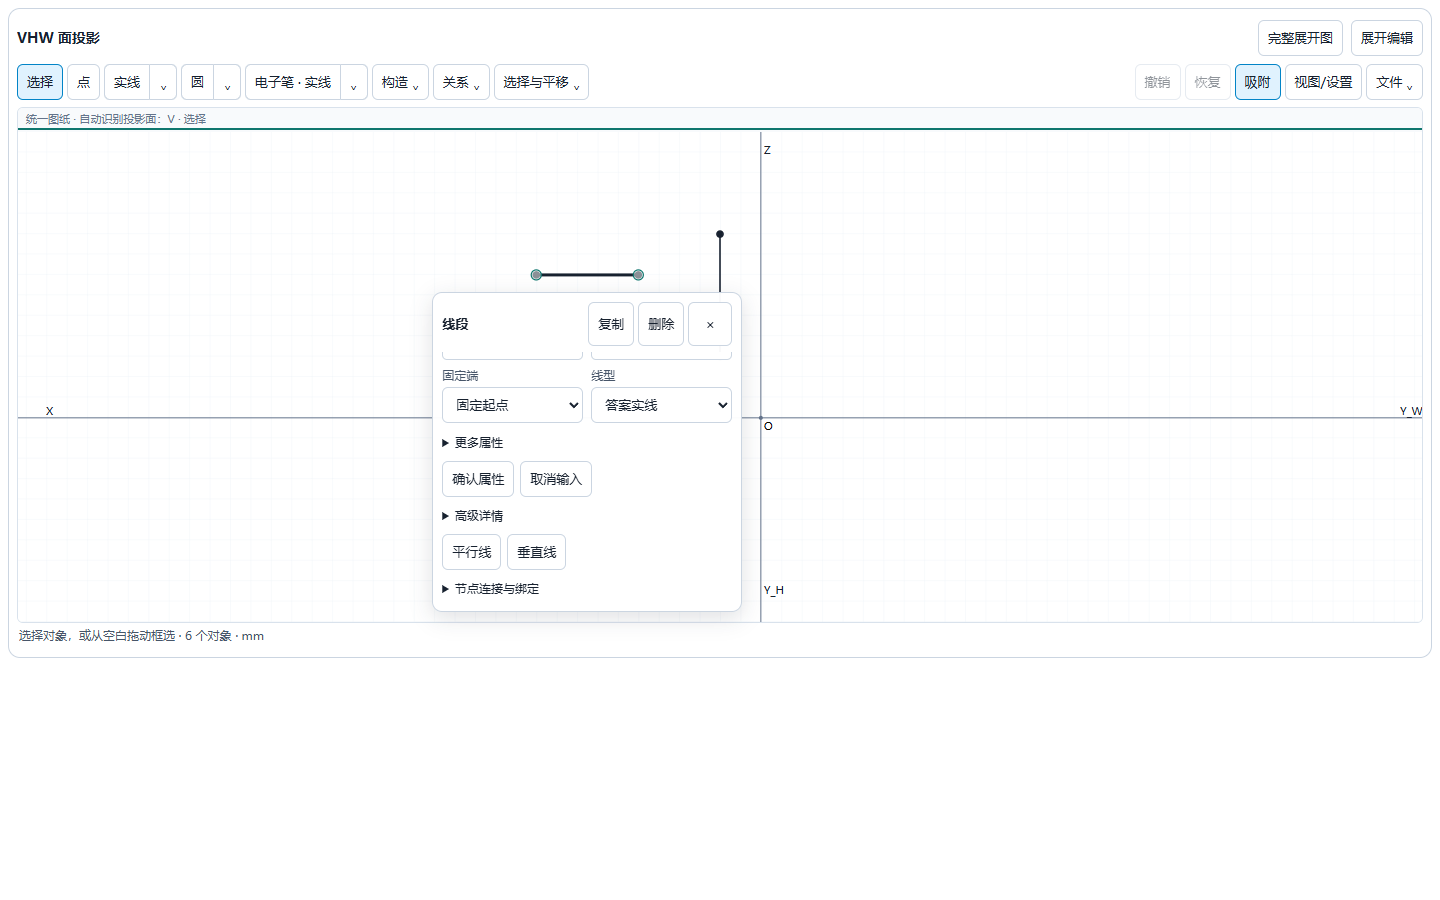 VHW 面投影
完整展开图
展开编辑
选择
点
实线
圆
电子笔 · 实线
构造
关系
选择与平移
撤销
恢复
吸附
视图/设置
文件
统一图纸 · 自动识别投影面：V · 选择
Z
X
O
Y_W
Y_H
线段
复制
删除
×
固定端
线型
固定起点
答案实线
更多属性
确认属性
取消输入
高级详情
平行线
垂直线
节点连接与绑定
选择对象，或从空白拖动框选 · 6 个对象 · mm